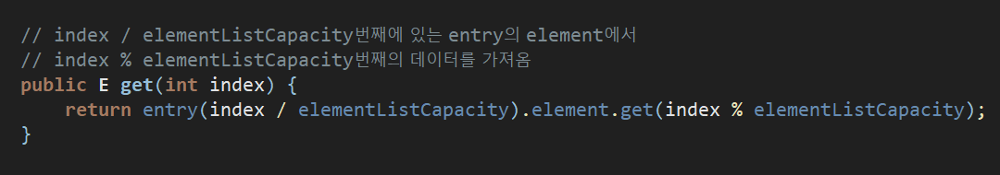 // index / elementListCapacity번째에 있는 entry의 element에서
// index % elementListCapacity번째의 데이터를 가져옴
public E get(int index) {
    return entry(index / elementListCapacity).element.get(index % elementListCapacity);
}